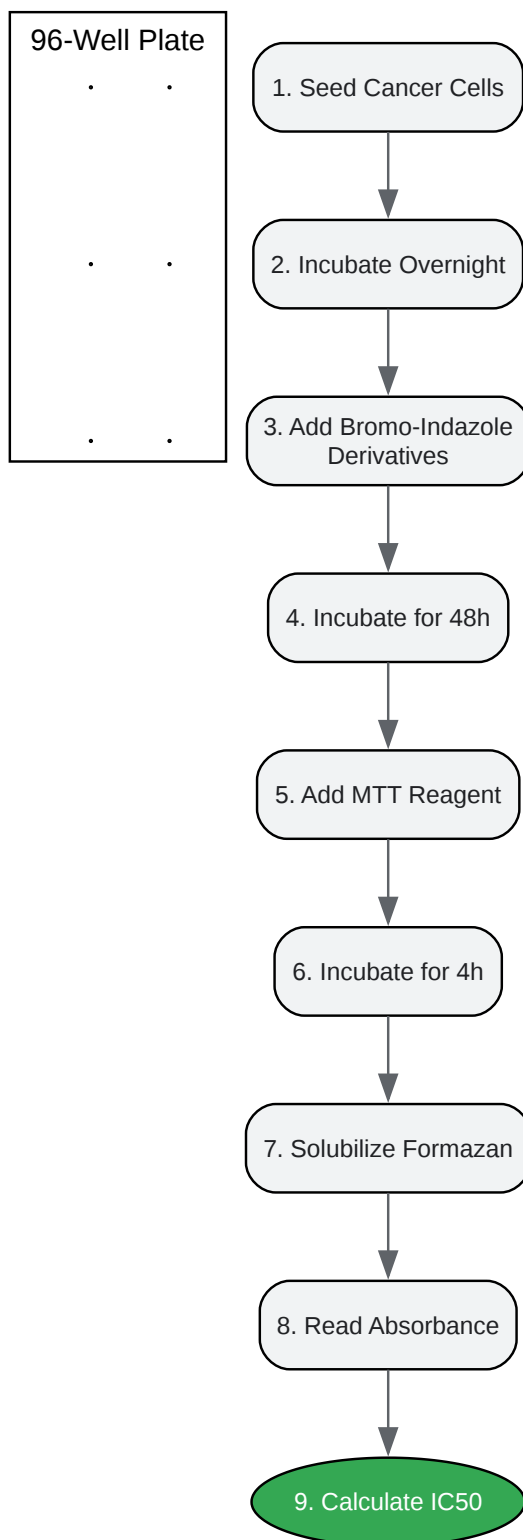 96-Well Plate
1. Seed Cancer Cells
2. Incubate Overnight
3. Add Bromo-Indazole
Derivatives
4. Incubate for 48h
5. Add MTT Reagent
6. Incubate for 4h
7. Solubilize Formazan
8. Read Absorbance
9. Calculate IC50